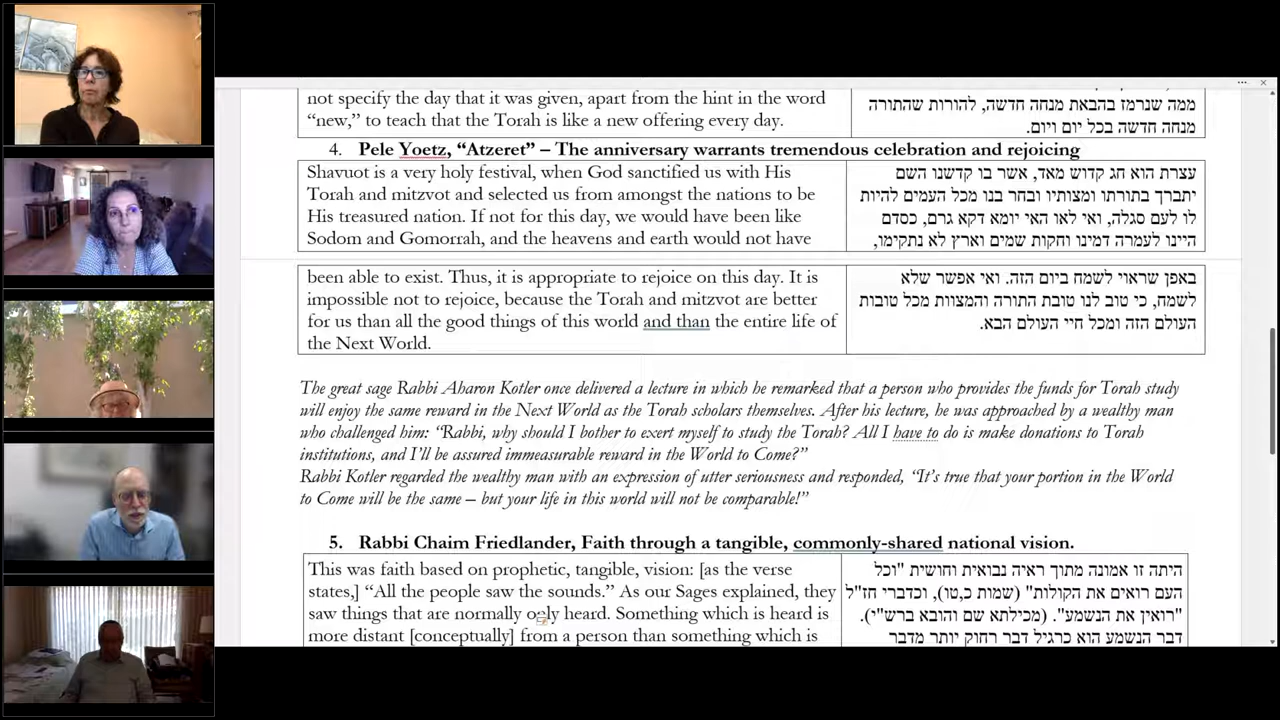 not specify the day that it was given, apart from the hint in the word
“new,” to teach that the Torah is like a new offering every day.
ממה שנרמז בהבאת מנחה חדשה, להורות שהתורה
מנחה חדשה בכל יום ויום.
4. Pele Yoetz, “Atzeret” – The anniversary warrants tremendous celebration and rejoicing
Shavuot is a very holy festival, when God sanctified us with His
Torah and mitzvot and selected us from amongst the nations to be
His treasured nation. If not for this day, we would have been like
Sodom and Gomorrah, and the heavens and earth would not have
עצרת הוא חג קדוש מאד, אשר בו קדשנו השם
יתברך בתורתו ומצותיו ובחר בנו מכל העמים להיות
לו לעם סגלה, ואי לאו האי יומא דקא גרם, כסדם
היינו לעמרה דמינו וחקות שמים וארץ לא נתקימו,
been able to exist. Thus, it is appropriate to rejoice on this day. It is
impossible not to rejoice, because the Torah and mitzvot are better
for us than all the good things of this world and than the entire life of
the Next World.
באפן שראוי לשמח ביום הזה. ואי אפשר שלא
לשמח, כי טוב לנו טובת התורה והמצוות מכל טובות
העולם הזה ומכל חיי העולם הבא.
The great sage Rabbi Aharon Kotler once delivered a lecture in which he remarked that a person who provides the funds for Torah study
will enjoy the same reward in the Next World as the Torah scholars themselves. After his lecture, he was approached by a wealthy man
who challenged him: “Rabbi, why should I bother to exert myself to study the Torah? All I have to do is make donations to Torah
institutions, and I’ll be assured immeasurable reward in the World to Come?”
Rabbi Kotler regarded the wealthy man with an expression of utter seriousness and responded, “It’s true that your portion in the World
to Come will be the same – but your life in this world will not be comparable!”
5. Rabbi Chaim Friedlander, Faith through a tangible, commonly-shared national vision.
This was faith based on prophetic, tangible, vision: [as the verse
states,] “All the people saw the sounds.” As our Sages explained, they
saw things that are normally only heard. Something which is heard is
more distant [conceptually] from a person than something which is
היתה זו אמונה מתוך ראיה נבואית וחושית "וכל
העם רואים את הקולות" (שמות כ,טו), וכדברי חז"ל
"רואין את הנשמע". (מכילתא שם והובא ברש"י).
דבר הנשמע הוא כרגיל דבר רחוק יותר מדבר